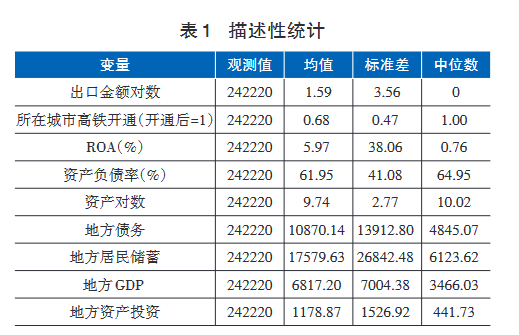 表1 描述性统计
变量 观测值 均值 标准差 中位数
出口金额对数 242220 1.59 3.56 0
所在城市高铁开通(开通后=1) 242220 0.68 0.47 1.00
ROA(%) 242220 5.97 38.06 0.76
资产负债率(%) 242220 61.95 41.08 64.95
资产对数 242220 9.74 2.77 10.02
地方债务 242220 10870.14 13912.80 4845.07
地方居民储蓄 242220 17579.63 26842.48 6123.62
地方GDP 242220 6817.20 7004.38 3466.03
地方资产投资 242220 1178.87 1526.92 441.73